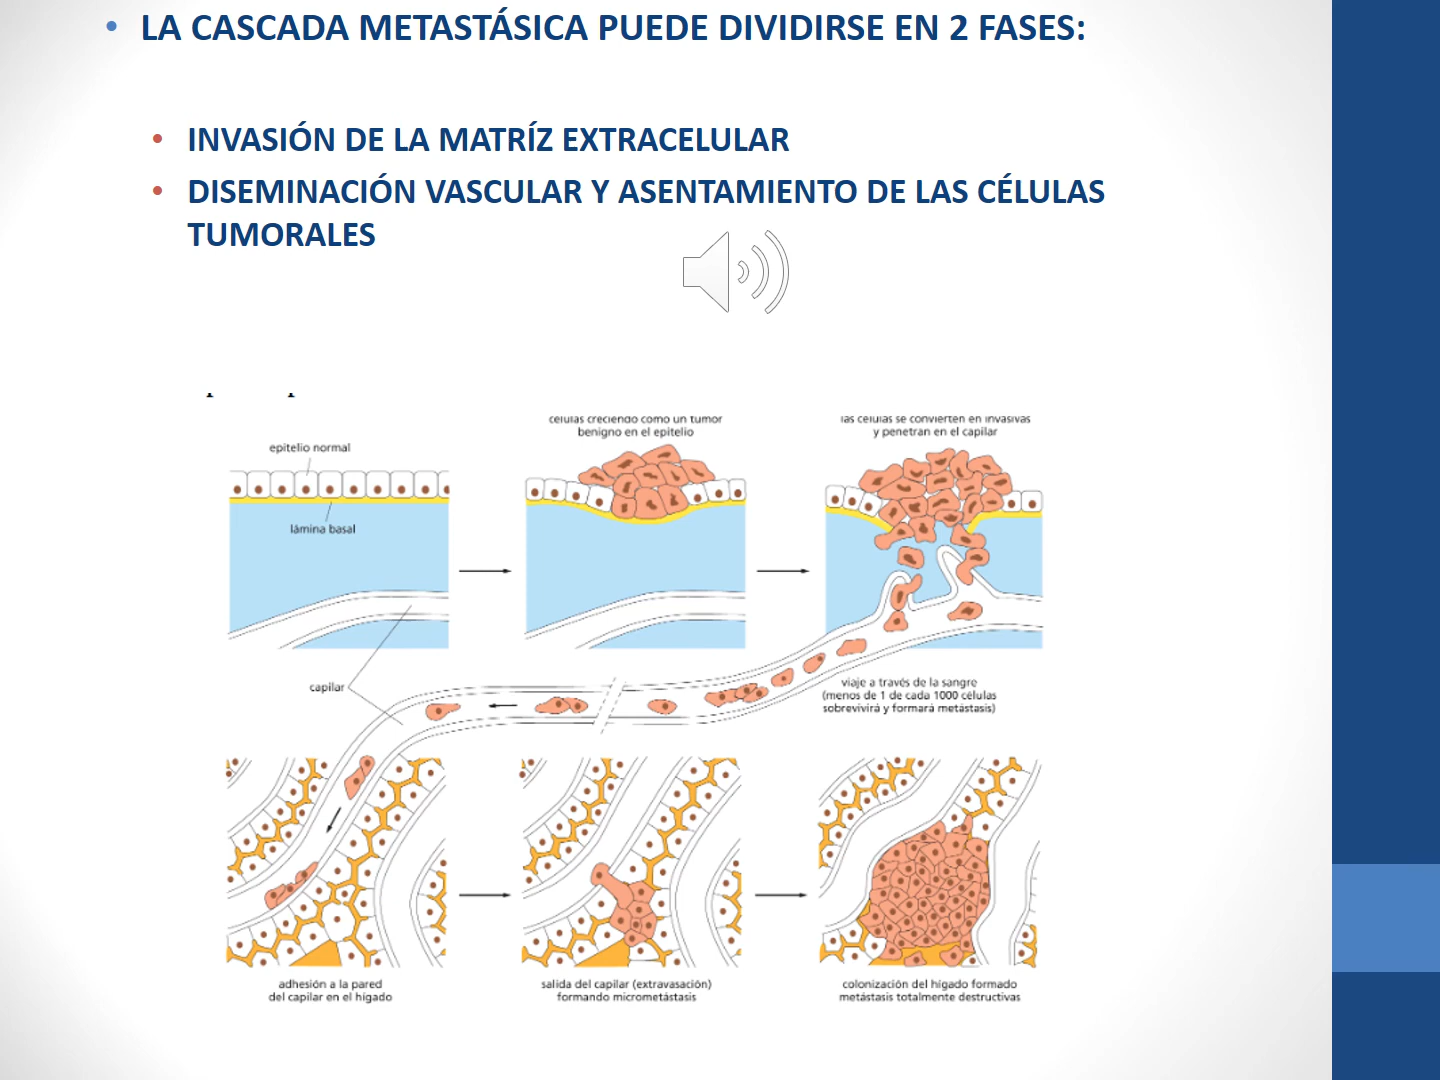 • LA CASCADA METASTÁSICA PUEDE DIVIDIRSE EN 2 FASES:
• INVASIÓN DE LA MATRÍZ EXTRACELULAR
• DISEMINACIÓN VASCULAR Y ASENTAMIENTO DE LAS CÉLULAS
TUMORALES
epitelio normal
lámina basal
células creciendo como un tumor
benigno en el epitelio
las células se convierten en invasivas
y penetran en el capilar
capilar
viaje a través de la sangre
(menos de 1 de cada 1000 células
sobrevivirá y formará metástasis)
adhesión a la pared
del capilar en el hígado
salida del capilar (extravasación)
formando micrometástasis
colonización del hígado formado
metástasis totalmente destructivas